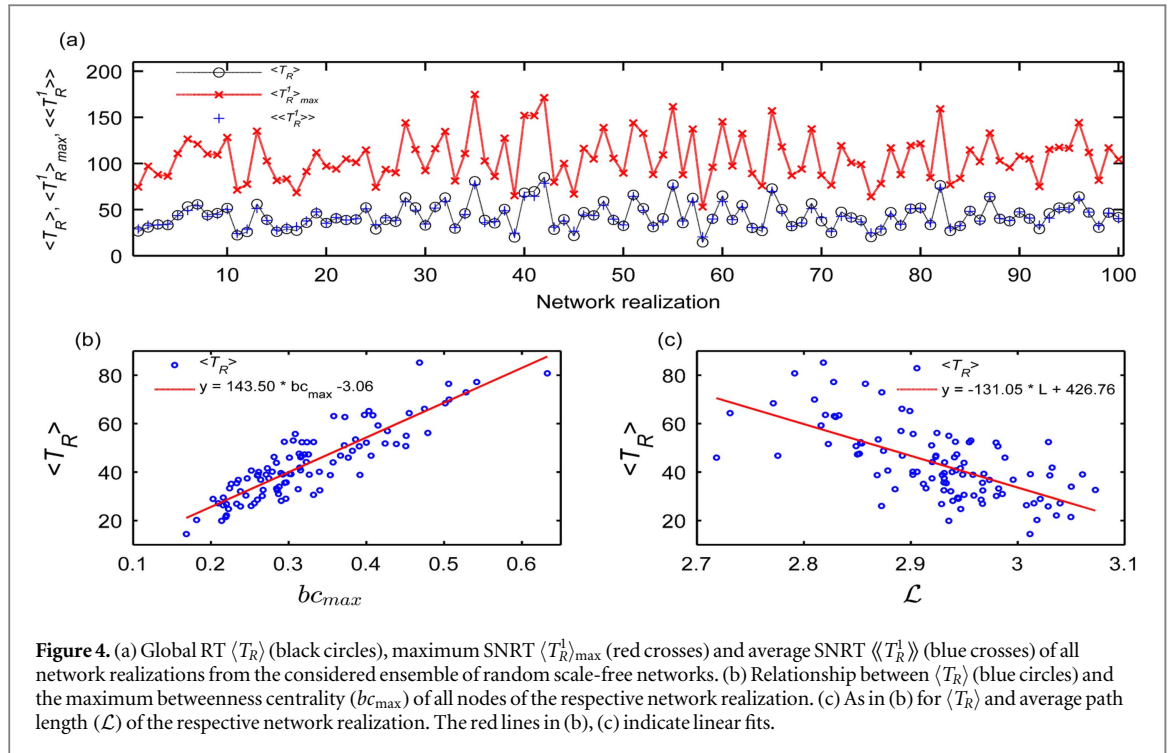 (a)
200
150
100
50
0
<T_R>, <T_R^1>_max, <<T_R^1>>
<T_R>
<T_R^1>_max
<<T_R^1>>
10 20 30 40 50 60 70 80 90 100
Network realization
(b)
<T_R>
80
60
40
20
<T_R>
y = 143.50 * bc_max -3.06
0.1 0.2 0.3 0.4 0.5 0.6
bc_max
(c)
<T_R>
80
60
40
20
<T_R>
y = -131.05 * L + 426.76
2.7 2.8 2.9 3 3.1
ℒ
Figure 4. (a) Global RT ⟨T_R⟩ (black circles), maximum SNRT ⟨T_R^1⟩_max (red crosses) and average SNRT ⟪T_R^1⟫ (blue crosses) of all
network realizations from the considered ensemble of random scale-free networks. (b) Relationship between ⟨T_R⟩ (blue circles) and
the maximum betweenness centrality (bc_max) of all nodes of the respective network realization. (c) As in (b) for ⟨T_R⟩ and average path
length (ℒ) of the respective network realization. The red lines in (b), (c) indicate linear fits.